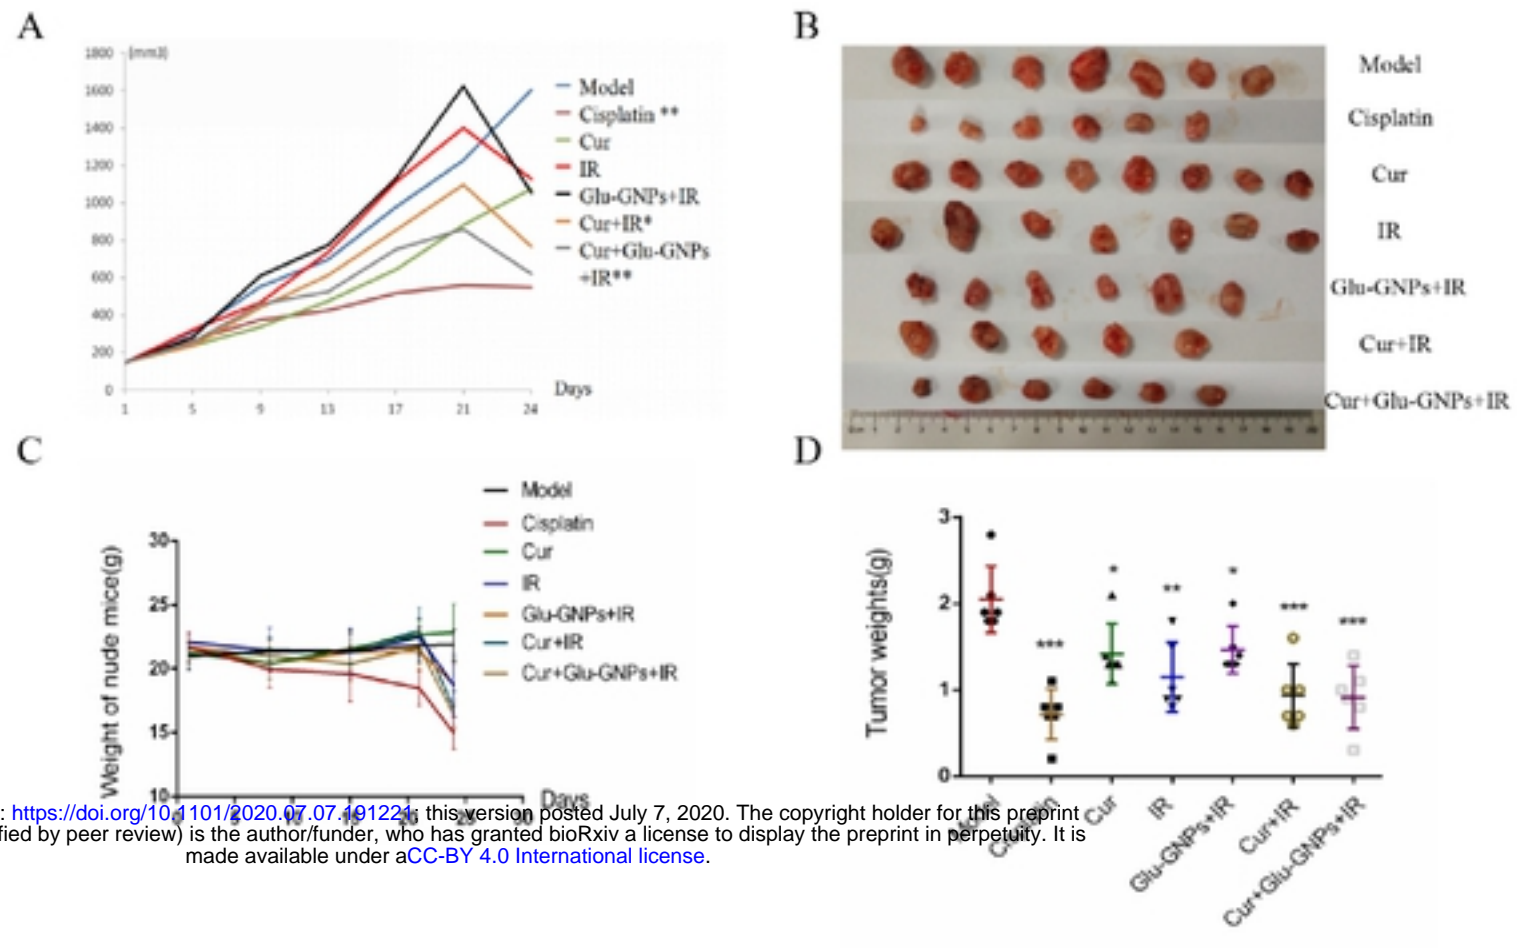 A
1800 (mm3)
1600
1400
1200
1000
800
600
400
200
0
1 5 9 13 17 21 24
Days
Model
Cisplatin **
Cur
IR
Glu-GNPs+IR
Cur+IR*
Cur+Glu-GNPs
+IR**
B
Model
Cisplatin
Cur
IR
Glu-GNPs+IR
Cur+IR
Cur+Glu-GNPs+IR
C
Model
Cisplatin
Cur
IR
Glu-GNPs+IR
Cur+IR
Cur+Glu-GNPs+IR
Weight of nude mice(g)
30
25
20
15
10
Days
D
Tumor weights(g)
3
2
1
0
***
*
**
*
***
***
Model
Cisplatin
Cur
IR
Glu-GNPs+IR
Cur+IR
Cur+Glu-GNPs+IR
: https://doi.org/10.1101/2020.07.07.191221; this version posted July 7, 2020. The copyright holder for this preprint
fied by peer review) is the author/funder, who has granted bioRxiv a license to display the preprint in perpetuity. It is
made available under aCC-BY 4.0 International license.